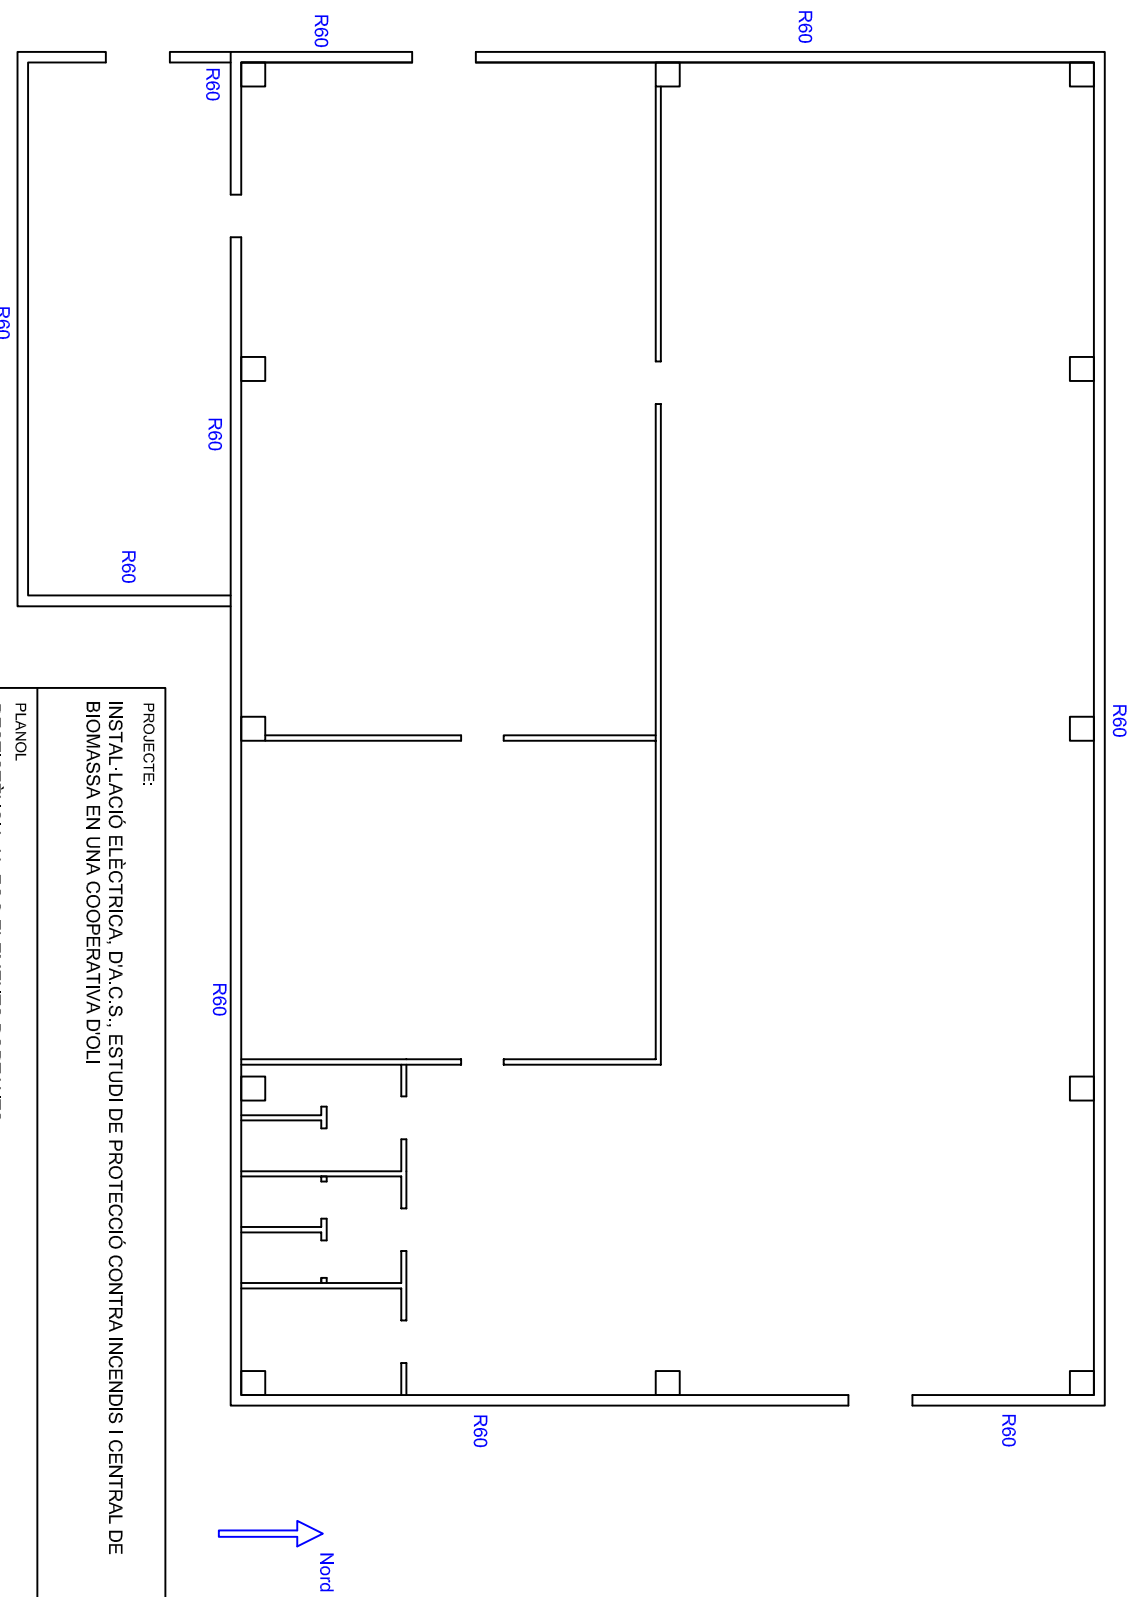 R60
R60
R60
R60
R60
R60
R60
R60
R60
R60
Nord
PROJECTE:
INSTAL·LACIÓ ELÈCTRICA, D'A.C.S., ESTUDI DE PROTECCIÓ CONTRA INCENDIS I CENTRAL DE
BIOMASSA EN UNA COOPERATIVA D'OLI
PLANOL